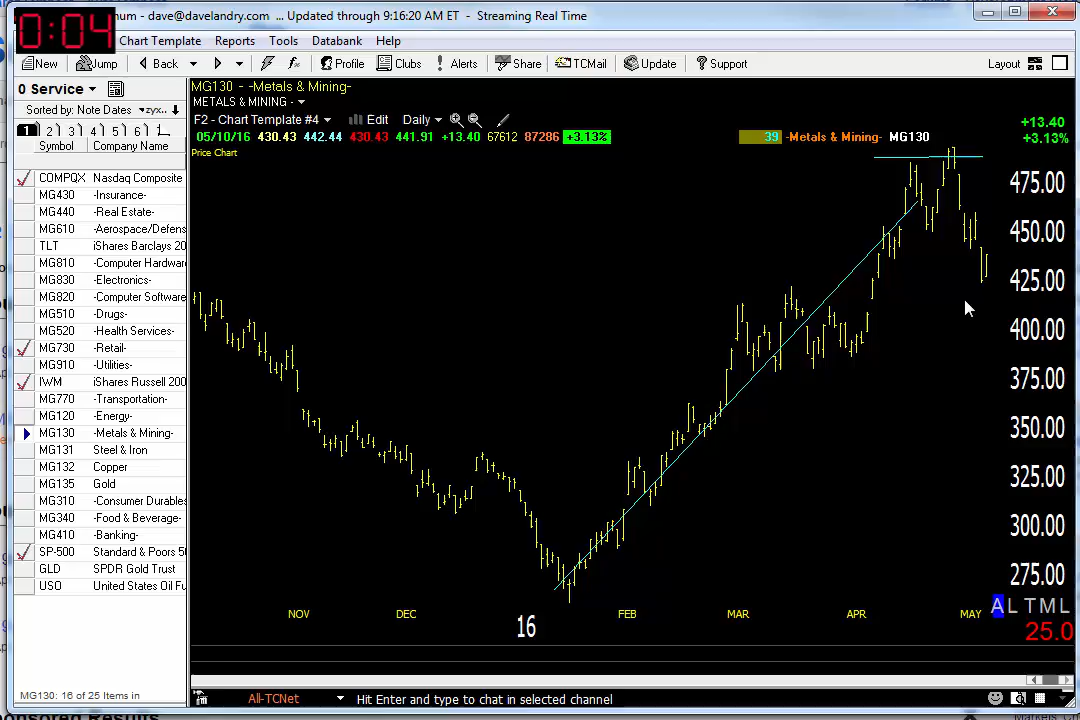 0:04
num - dave@davelandry.com ... Updated through 9:16:20 AM ET - Streaming Real Time
Chart Template Reports Tools Databank Help
New Jump Back Profile Clubs Alerts Share TCMail Update Support Layout
0 Service
Sorted by: Note Dates zyx..
1 2 3 4 5 6
Symbol Company Name
COMPQX Nasdaq Composite
MG430 -Insurance-
MG440 -Real Estate-
MG610 -Aerospace/Defens
TLT iShares Barclays 20
MG810 -Computer Hardwar
MG830 -Electronics-
MG820 -Computer Software
MG510 -Drugs-
MG520 -Health Services-
MG730 -Retail-
MG910 -Utilities-
IWM iShares Russell 200
MG770 -Transportation-
MG120 -Energy-
MG130 -Metals & Mining-
MG131 Steel & Iron
MG132 Copper
MG135 Gold
MG310 -Consumer Durables
MG340 -Food & Beverage-
MG410 -Banking-
SP-500 Standard & Poors 50
GLD SPDR Gold Trust
USO United States Oil Fu
MG130: 16 of 25 Items in
MG130 - -Metals & Mining-
METALS & MINING -
F2 - Chart Template #4 Edit Daily
05/10/16 430.43 442.44 430.43 441.91 +13.40 67612 87286 +3.13%
39 -Metals & Mining- MG130
+13.40
+3.13%
Price Chart
475.00
450.00
425.00
400.00
375.00
350.00
325.00
300.00
275.00
NOV DEC 16 FEB MAR APR MAY
A L T M L
25.0
All-TCNet Hit Enter and type to chat in selected channel